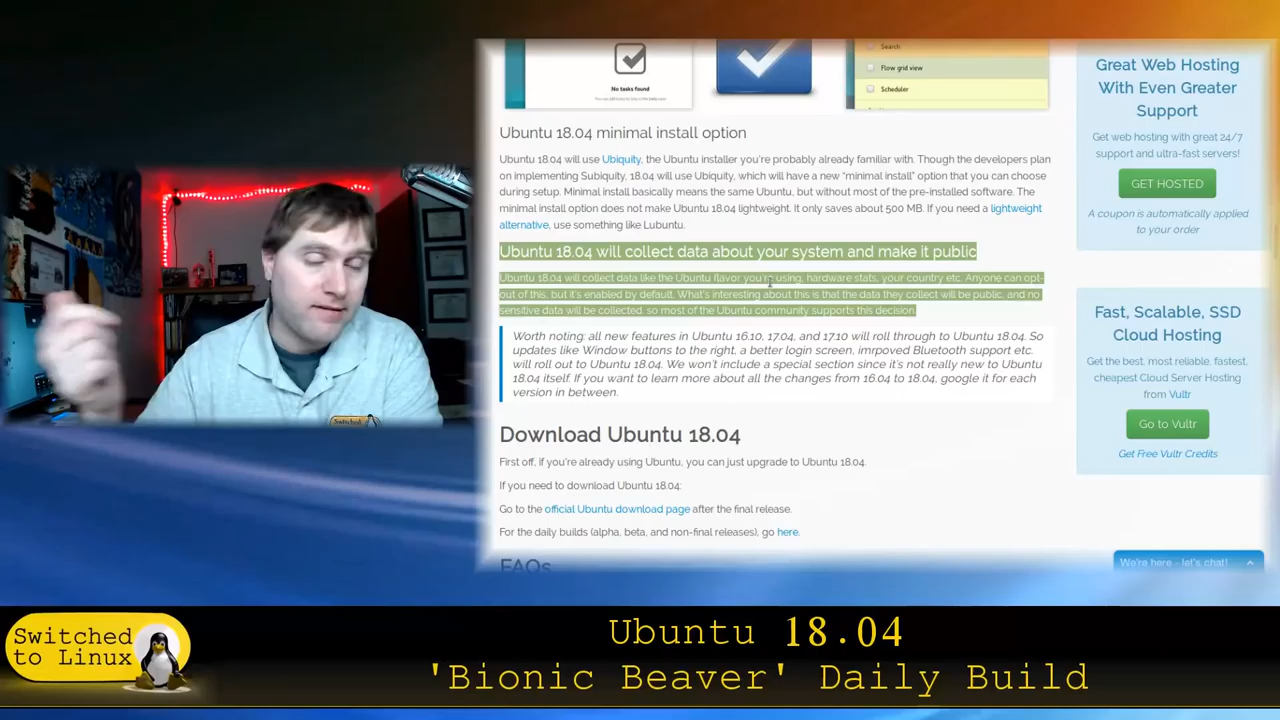 No tasks found
Search
Flow grid view
Scheduler
Ubuntu 18.04 minimal install option
Ubuntu 18.04 will use Ubiquity, the Ubuntu installer you're probably already familiar with. Though the developers plan
on implementing Subiquity, 18.04 will use Ubiquity, which will have a new "minimal install" option that you can choose
during setup. Minimal install basically means the same Ubuntu, but without most of the pre-installed software. The
minimal install option does not make Ubuntu 18.04 lightweight. It only saves about 500 MB. If you need a lightweight
alternative, use something like Lubuntu.
Ubuntu 18.04 will collect data about your system and make it public
Ubuntu 18.04 will collect data like the Ubuntu flavor you're using, hardware stats, your country etc. Anyone can opt-
out of this, but it's enabled by default. What's interesting about this is that the data they collect will be public, and no
sensitive data will be collected, so most of the Ubuntu community supports this decision.
Worth noting: all new features in Ubuntu 16.10, 17.04, and 17.10 will roll through to Ubuntu 18.04. So
updates like Window buttons to the right, a better login screen, imrpoved Bluetooth support etc.
will roll out to Ubuntu 18.04. We won't include a special section since it's not really new to Ubuntu
18.04 itself. If you want to learn more about all the changes from 16.04 to 18.04, google it for each
version in between.
Download Ubuntu 18.04
First off, if you're already using Ubuntu, you can just upgrade to Ubuntu 18.04.
If you need to download Ubuntu 18.04:
Go to the official Ubuntu download page after the final release.
For the daily builds (alpha, beta, and non-final releases), go here.
FAQs
Great Web Hosting
With Even Greater
Support
Get web hosting with great 24/7
support and ultra-fast servers!
GET HOSTED
A coupon is automatically applied
to your order
Fast, Scalable, SSD
Cloud Hosting
Get the best, most reliable, fastest,
cheapest Cloud Server Hosting
from Vultr
Go to Vultr
Get Free Vultr Credits
We're here - let's chat!
Switched
Switched
to Linux
Ubuntu 18.04
'Bionic Beaver' Daily Build